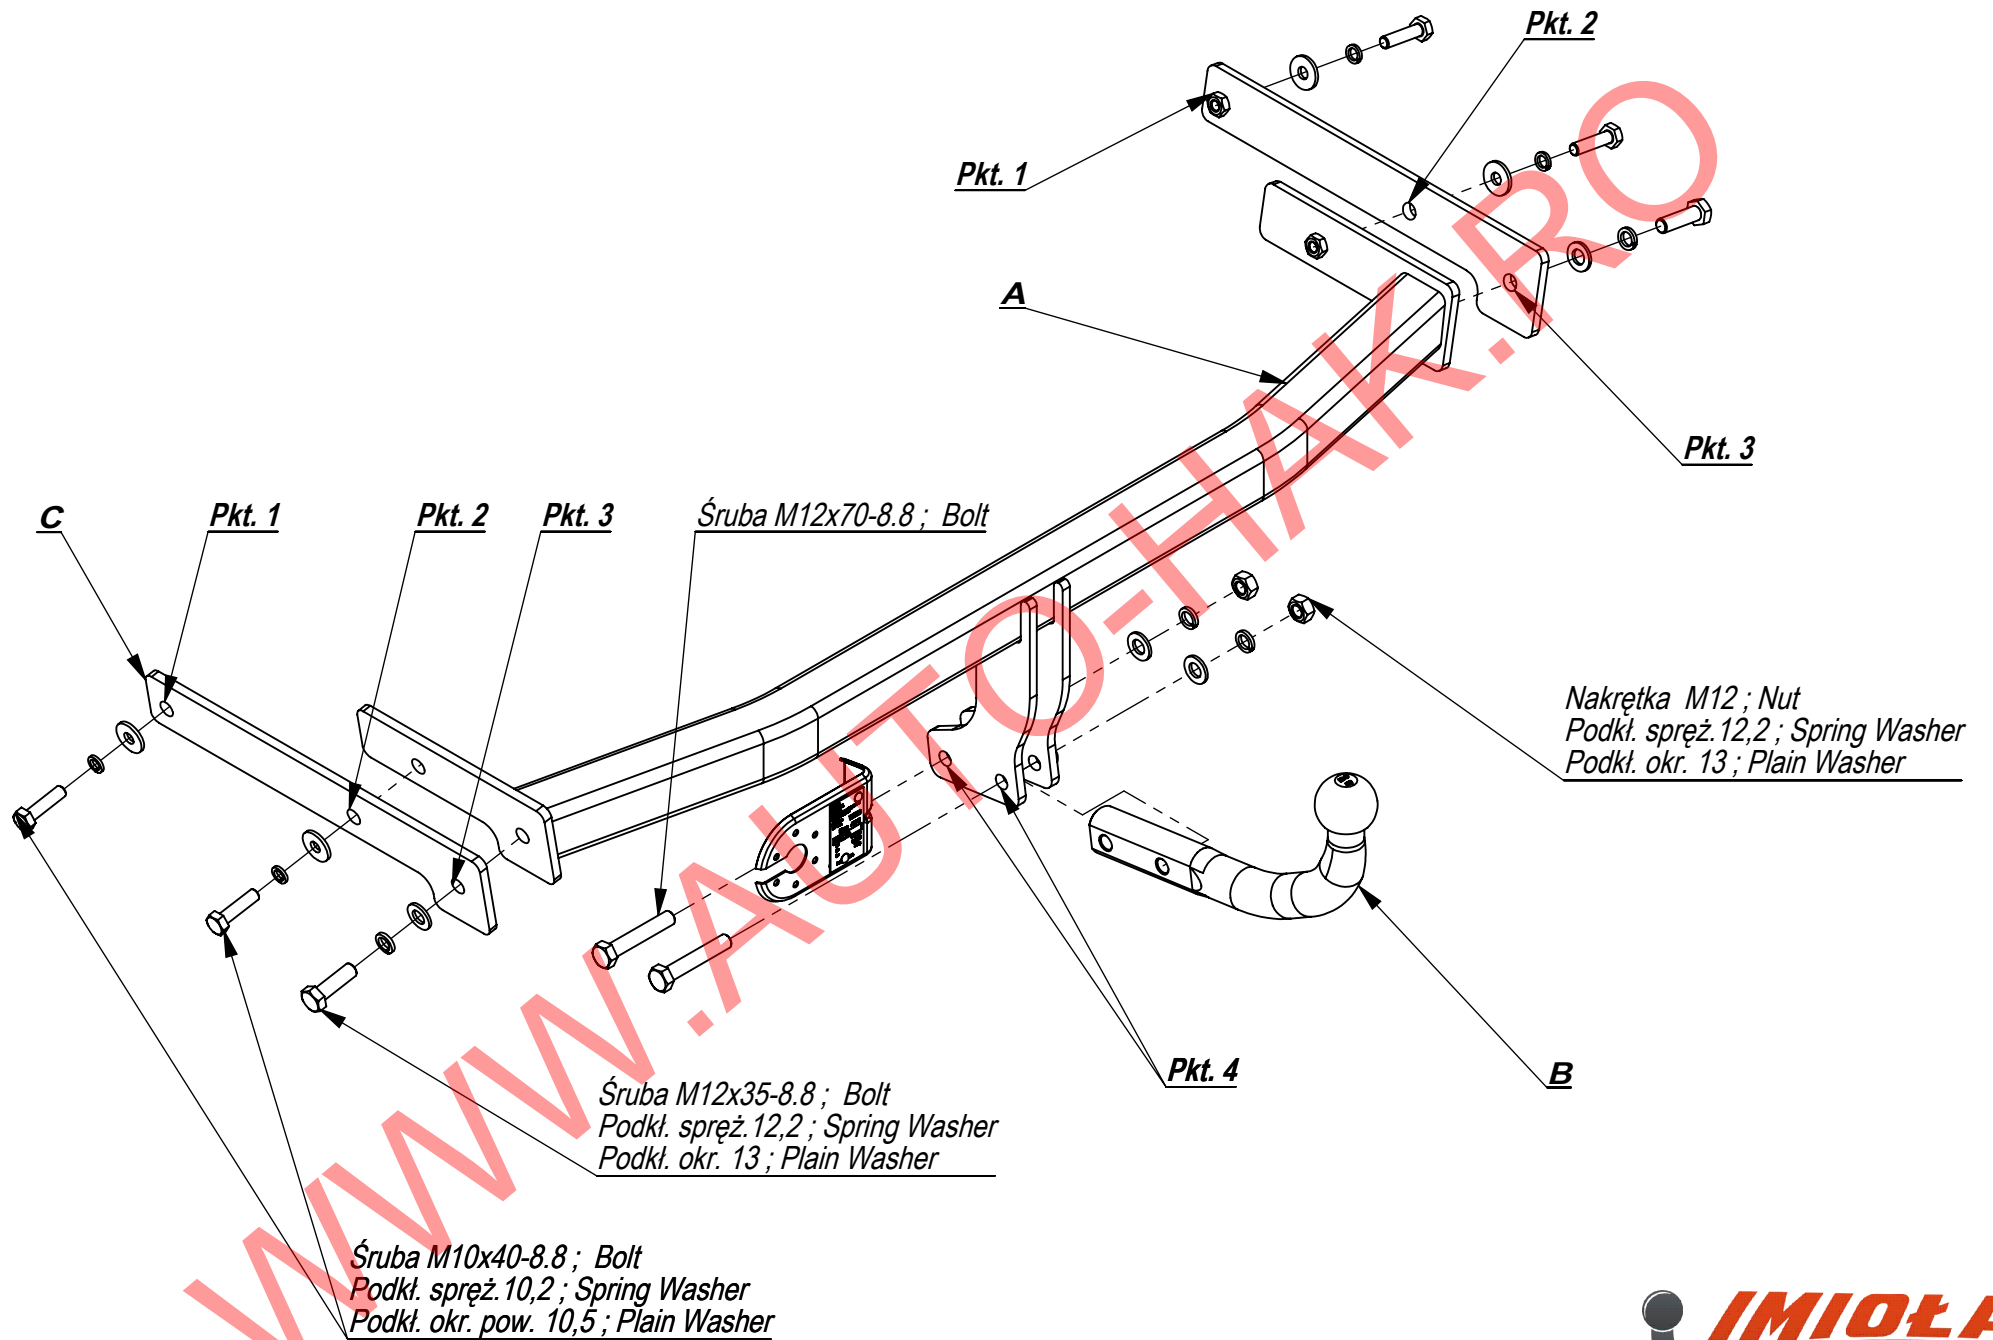 Pkt. 2
Pkt. 1
A
Pkt. 3
C
Pkt. 1
Pkt. 2
Pkt. 3
Śruba M12x70-8.8 ; Bolt
Nakrętka M12 ; Nut
Podkł. spręż.12,2 ; Spring Washer
Podkł. okr. 13 ; Plain Washer
Pkt. 4
B
Śruba M12x35-8.8 ; Bolt
Podkł. spręż.12,2 ; Spring Washer
Podkł. okr. 13 ; Plain Washer
Śruba M10x40-8.8 ; Bolt
Podkł. spręż.10,2 ; Spring Washer
Podkł. okr. pow. 10,5 ; Plain Washer
WWW.AUTO-HAK.RO
IMIOŁA